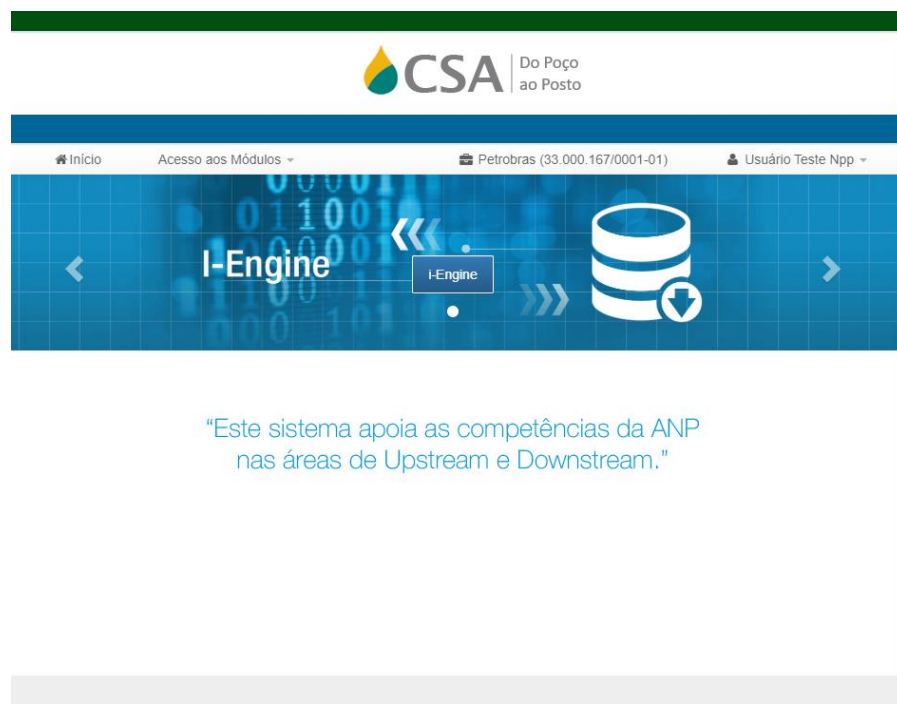 CSA
Do Poço
ao Posto
Início
Acesso aos Módulos
Petrobras (33.000.167/0001-01)
Usuário Teste Npp
I-Engine
i-Engine
“Este sistema apoia as competências da ANP
nas áreas de Upstream e Downstream.”